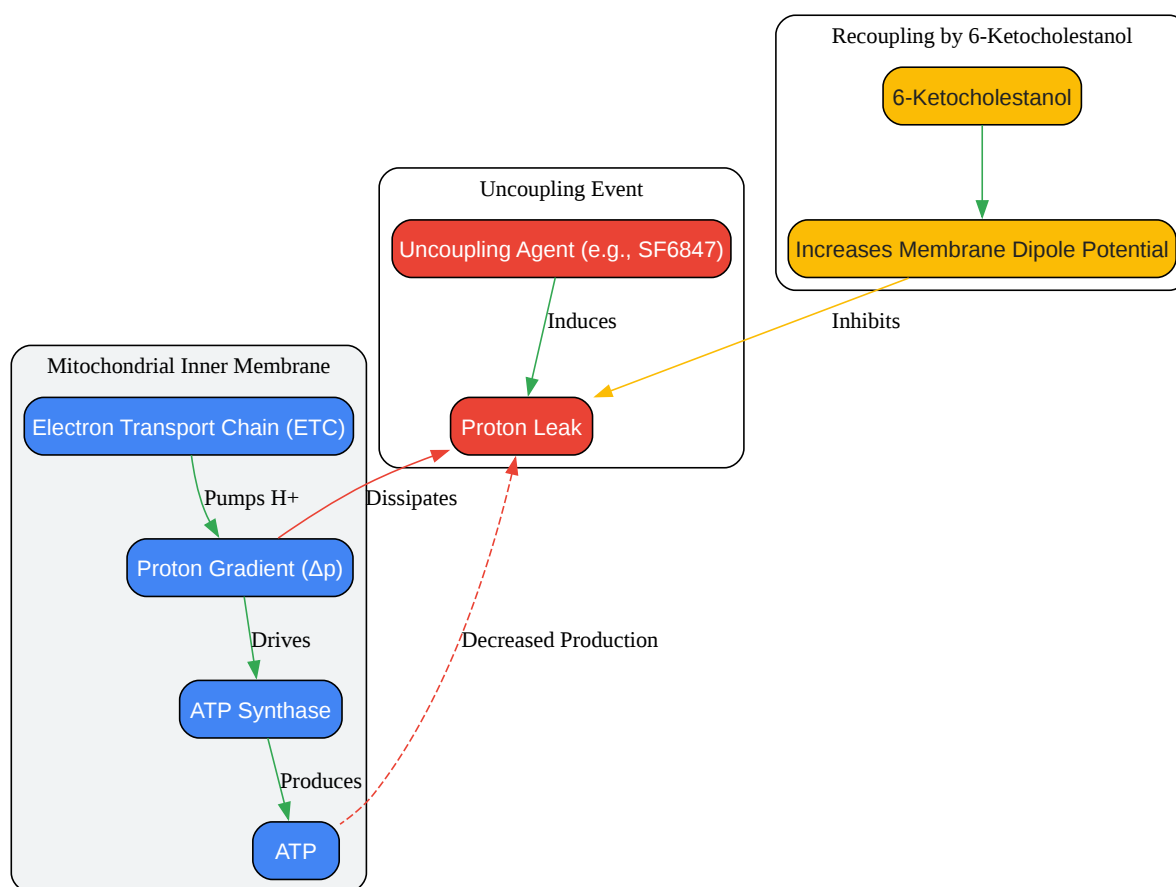 Recoupling by 6-Ketocholestanol
6-Ketocholestanol
Increases Membrane Dipole Potential
Inhibits
Uncoupling Event
Uncoupling Agent (e.g., SF6847)
Induces
Proton Leak
Mitochondrial Inner Membrane
Electron Transport Chain (ETC)
Pumps H+
Dissipates
Proton Gradient (Δp)
Drives
Decreased Production
ATP Synthase
Produces
ATP